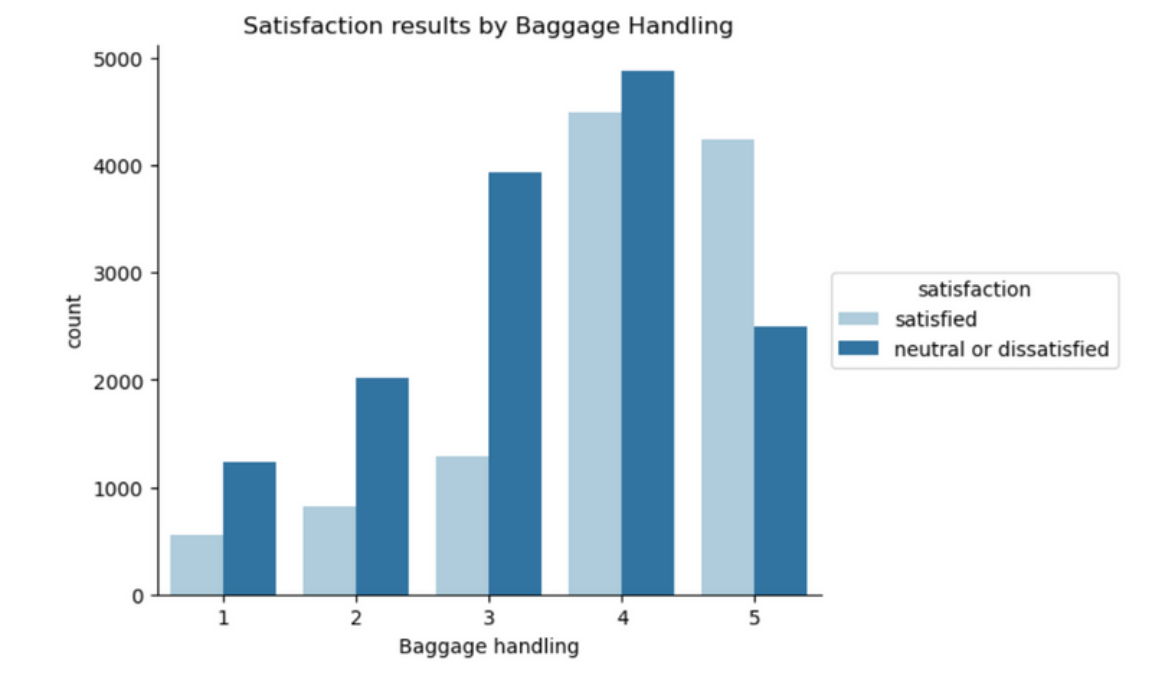 Satisfaction results by Baggage Handling
5000
4000
3000
2000
1000
0
count
1 2 3 4 5
Baggage handling
satisfaction
satisfied
neutral or dissatisfied